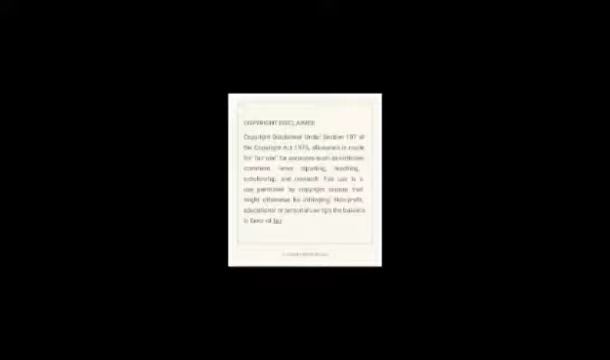 COPYRIGHT DISCLAIMER
Copyright Disclaimer Under Section 107 of
the Copyright Act 1976, allowance is made
for "fair use" for purposes such as criticism
comment, news reporting, teaching,
scholarship, and research. Fair use is a
use permitted by copyright statute that
might otherwise be infringing. Non-profit,
educational or personal use tips the balance
in favor of fair